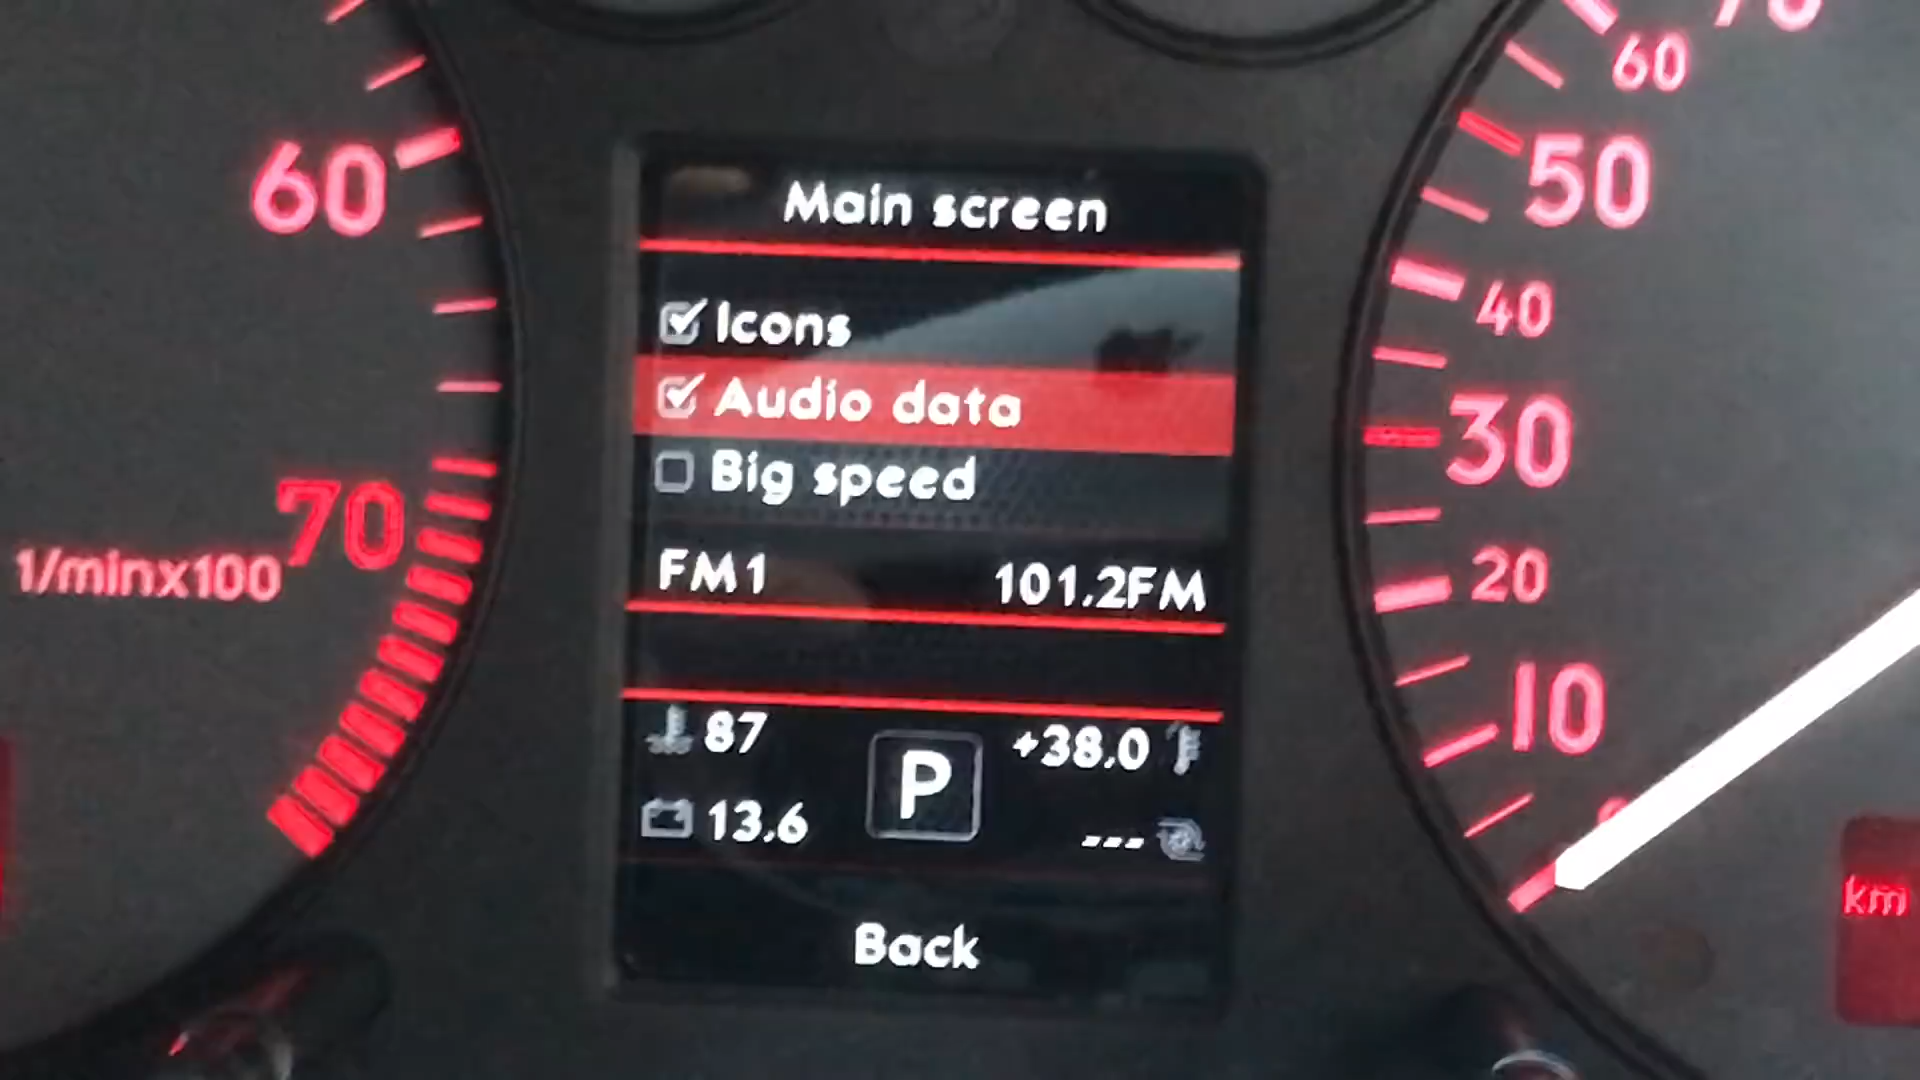 Main screen
Icons
Audio data
Big speed
FM1 101.2FM
87 +38.0
P
13.6 ---
Back
60
70
1/minx100
60
50
40
30
20
10
km